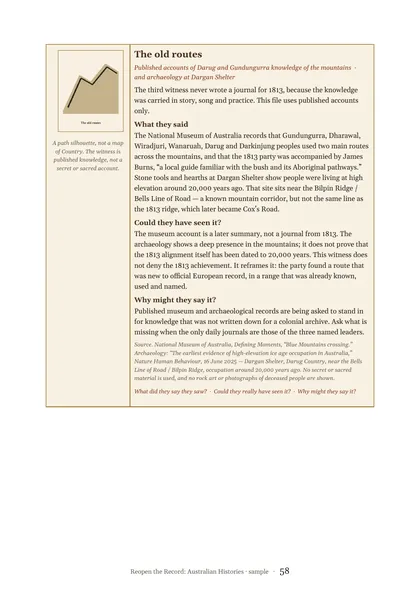 The old routes
A path silhouette, not a map
of Country. The witness is
published knowledge, not a
secret or sacred account.
The old routes
Published accounts of Darug and Gundungurra knowledge of the mountains ·
and archaeology at Dargan Shelter
The third witness never wrote a journal for 1813, because the knowledge
was carried in story, song and practice. This file uses published accounts
only.
What they said
The National Museum of Australia records that Gundungurra, Dharawal,
Wiradjuri, Wanaruah, Darug and Darkinjung peoples used two main routes
across the mountains, and that the 1813 party was accompanied by James
Burns, “a local guide familiar with the bush and its Aboriginal pathways.”
Stone tools and hearths at Dargan Shelter show people were living at high
elevation around 20,000 years ago. That site sits near the Bilpin Ridge /
Bells Line of Road — a known mountain corridor, but not the same line as
the 1813 ridge, which later became Cox’s Road.
Could they have seen it?
The museum account is a later summary, not a journal from 1813. The
archaeology shows a deep presence in the mountains; it does not prove that
the 1813 alignment itself has been dated to 20,000 years. This witness does
not deny the 1813 achievement. It reframes it: the party found a route that
was new to official European record, in a range that was already known,
used and named.
Why might they say it?
Published museum and archaeological records are being asked to stand in
for knowledge that was not written down for a colonial archive. Ask what is
missing when the only daily journals are those of the three named leaders.
Source. National Museum of Australia, Defining Moments, “Blue Mountains crossing.”
Archaeology: “The earliest evidence of high-elevation ice age occupation in Australia,”
Nature Human Behaviour, 16 June 2025 — Dargan Shelter, Darug Country, near the Bells
Line of Road / Bilpin Ridge, occupation around 20,000 years ago. No secret or sacred
material is used, and no rock art or photographs of deceased people are shown.
What did they say they saw? · Could they really have seen it? · Why might they say it?
Reopen the Record: Australian Histories · sample · 58